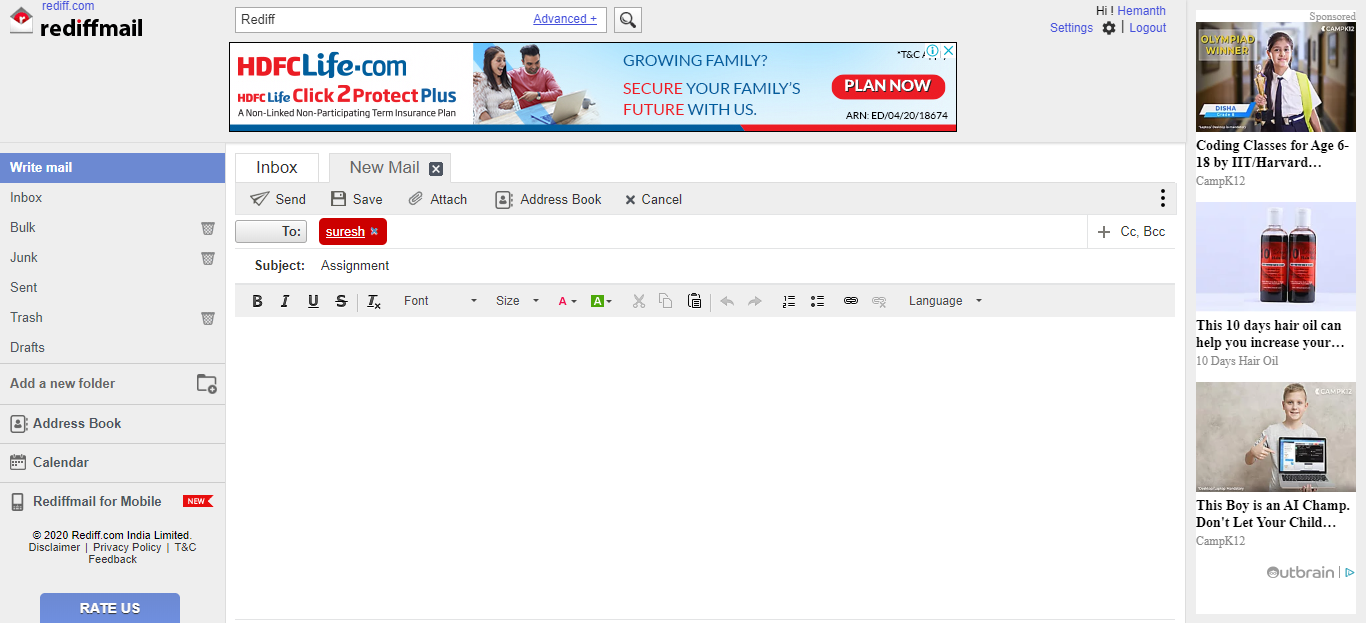 rediff.com
rediffmail
Rediff
Advanced +
Hi ! Hemanth
Settings | Logout
HDFCLife.com
HDFC Life Click 2 Protect Plus
A Non-Linked Non-Participating Term Insurance Plan
GROWING FAMILY?
SECURE YOUR FAMILY'S
FUTURE WITH US.
*T&C
PLAN NOW
ARN: ED/04/20/18674
Write mail
Inbox
Bulk
Junk
Sent
Trash
Drafts
Add a new folder
Address Book
Calendar
Rediffmail for Mobile NEW
© 2020 Rediff.com India Limited.
Disclaimer | Privacy Policy | T&C
Feedback
RATE US
Inbox New Mail
Send Save Attach Address Book Cancel
To: suresh
Cc, Bcc
Subject: Assignment
B I U S Tx Font Size A A Language
Sponsored
CAMPK12
OLYMPIAD
WINNER
DISHA
Grade 8
Coding Classes for Age 6-
18 by IIT/Harvard…
CampK12
This 10 days hair oil can
help you increase your…
10 Days Hair Oil
CAMPK12
This Boy is an AI Champ.
Don't Let Your Child…
CampK12
Outbrain